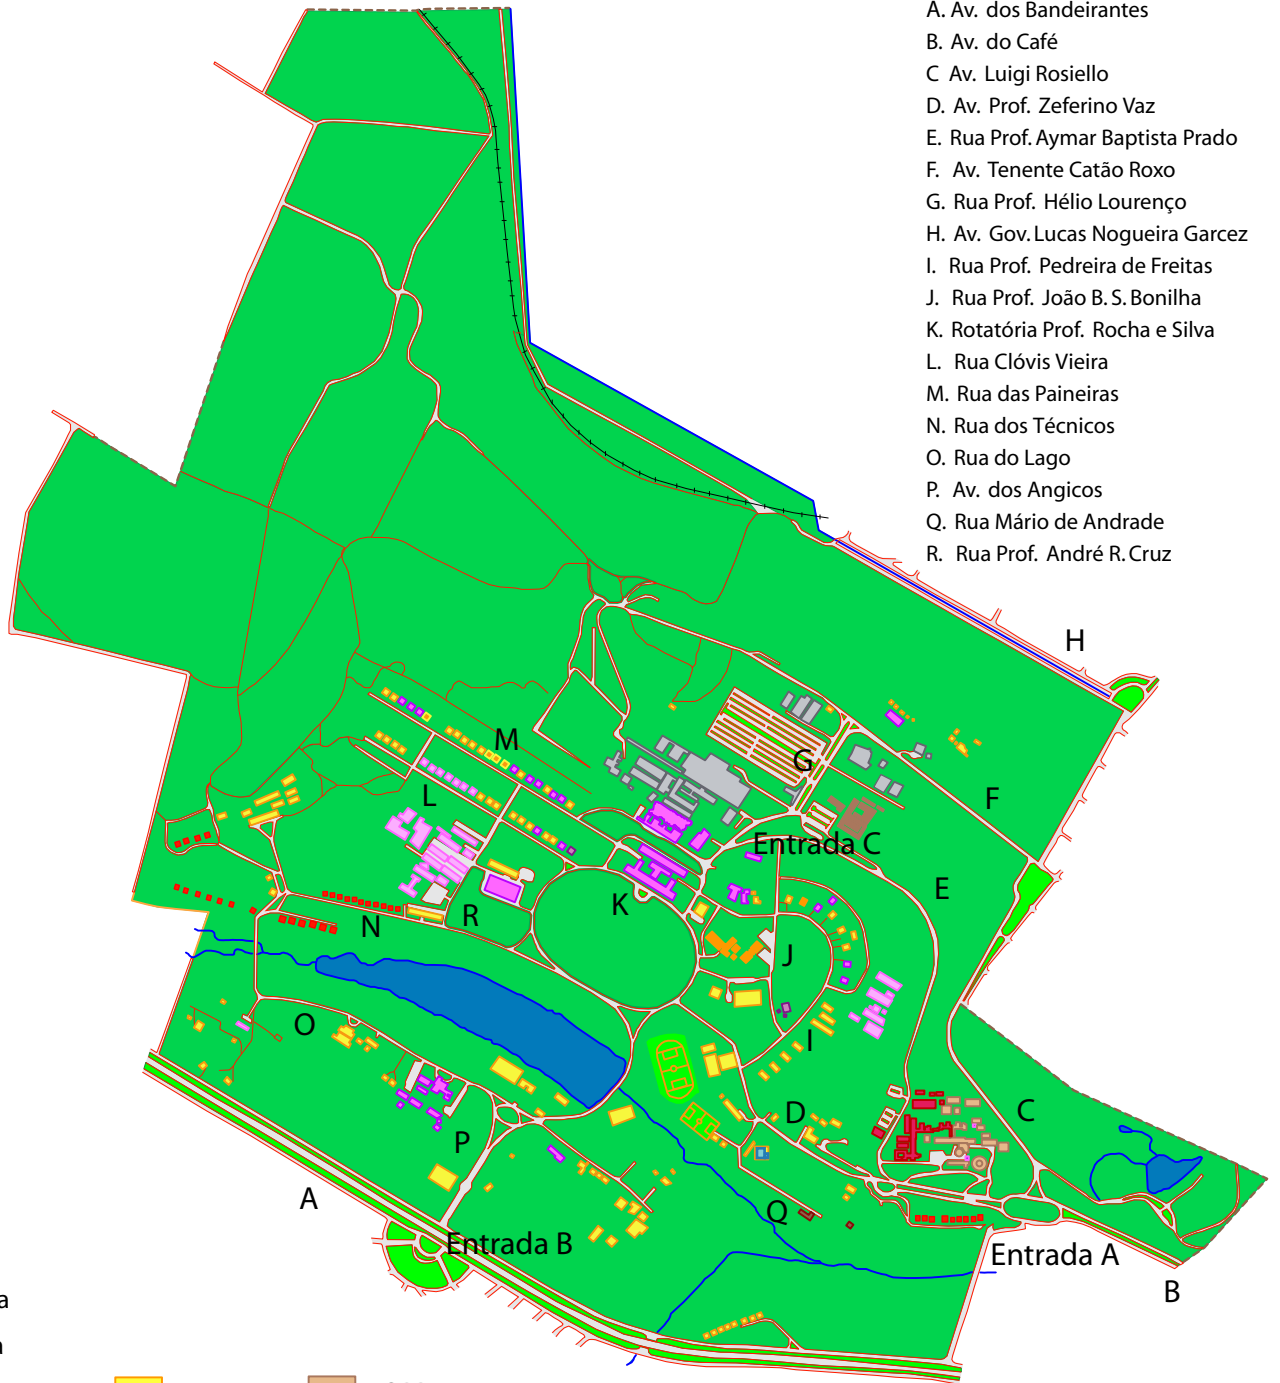 A. Av. dos Bandeirantes
B. Av. do Café
C Av. Luigi Rosiello
D. Av. Prof. Zeferino Vaz
E. Rua Prof. Aymar Baptista Prado
F. Av. Tenente Catão Roxo
G. Rua Prof. Hélio Lourenço
H. Av. Gov. Lucas Nogueira Garcez
I. Rua Prof. Pedreira de Freitas
J. Rua Prof. João B. S. Bonilha
K. Rotatória Prof. Rocha e Silva
L. Rua Clóvis Vieira
M. Rua das Paineiras
N. Rua dos Técnicos
O. Rua do Lago
P. Av. dos Angicos
Q. Rua Mário de Andrade
R. Rua Prof. André R. Cruz
H
M
G
L
F
Entrada C
E
K
R
N
J
O
I
D
C
P
A
Q
Entrada B
Entrada A
B
a